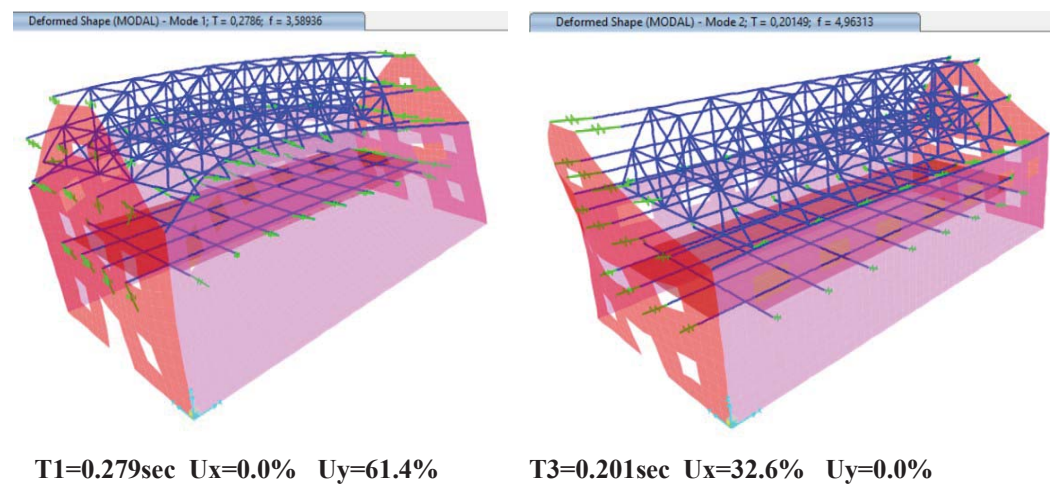 Deformed Shape (MODAL) - Mode 1; T = 0,2786; f = 3,58936
Deformed Shape (MODAL) - Mode 2; T = 0,20149; f = 4,96313
T1=0.279sec Ux=0.0% Uy=61.4%
T3=0.201sec Ux=32.6% Uy=0.0%